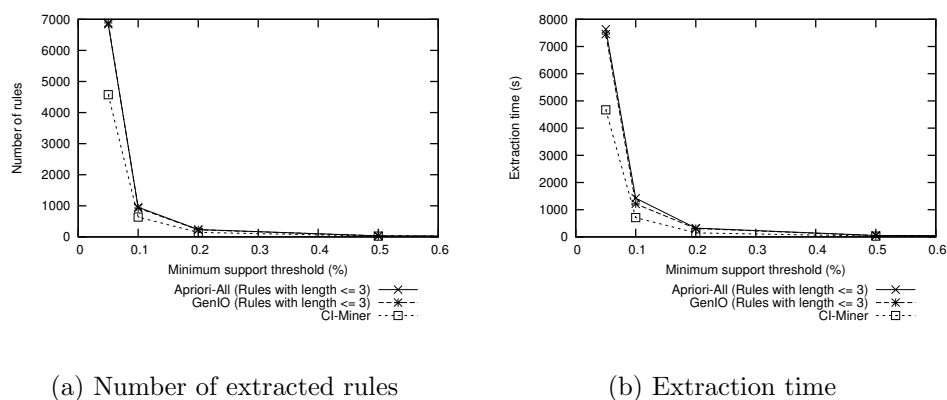 7000
6000
5000
4000
3000
2000
1000
0
Number of rules
0 0.1 0.2 0.3 0.4 0.5 0.6
Minimum support threshold (%)
Apriori-All (Rules with length <= 3)
GenIO (Rules with length <= 3)
CI-Miner
(a) Number of extracted rules
8000
7000
6000
5000
4000
3000
2000
1000
0
Extraction time (s)
0 0.1 0.2 0.3 0.4 0.5 0.6
Minimum support threshold (%)
Apriori-All (Rules with length <= 3)
GenIO (Rules with length <= 3)
CI-Miner
(b) Extraction time